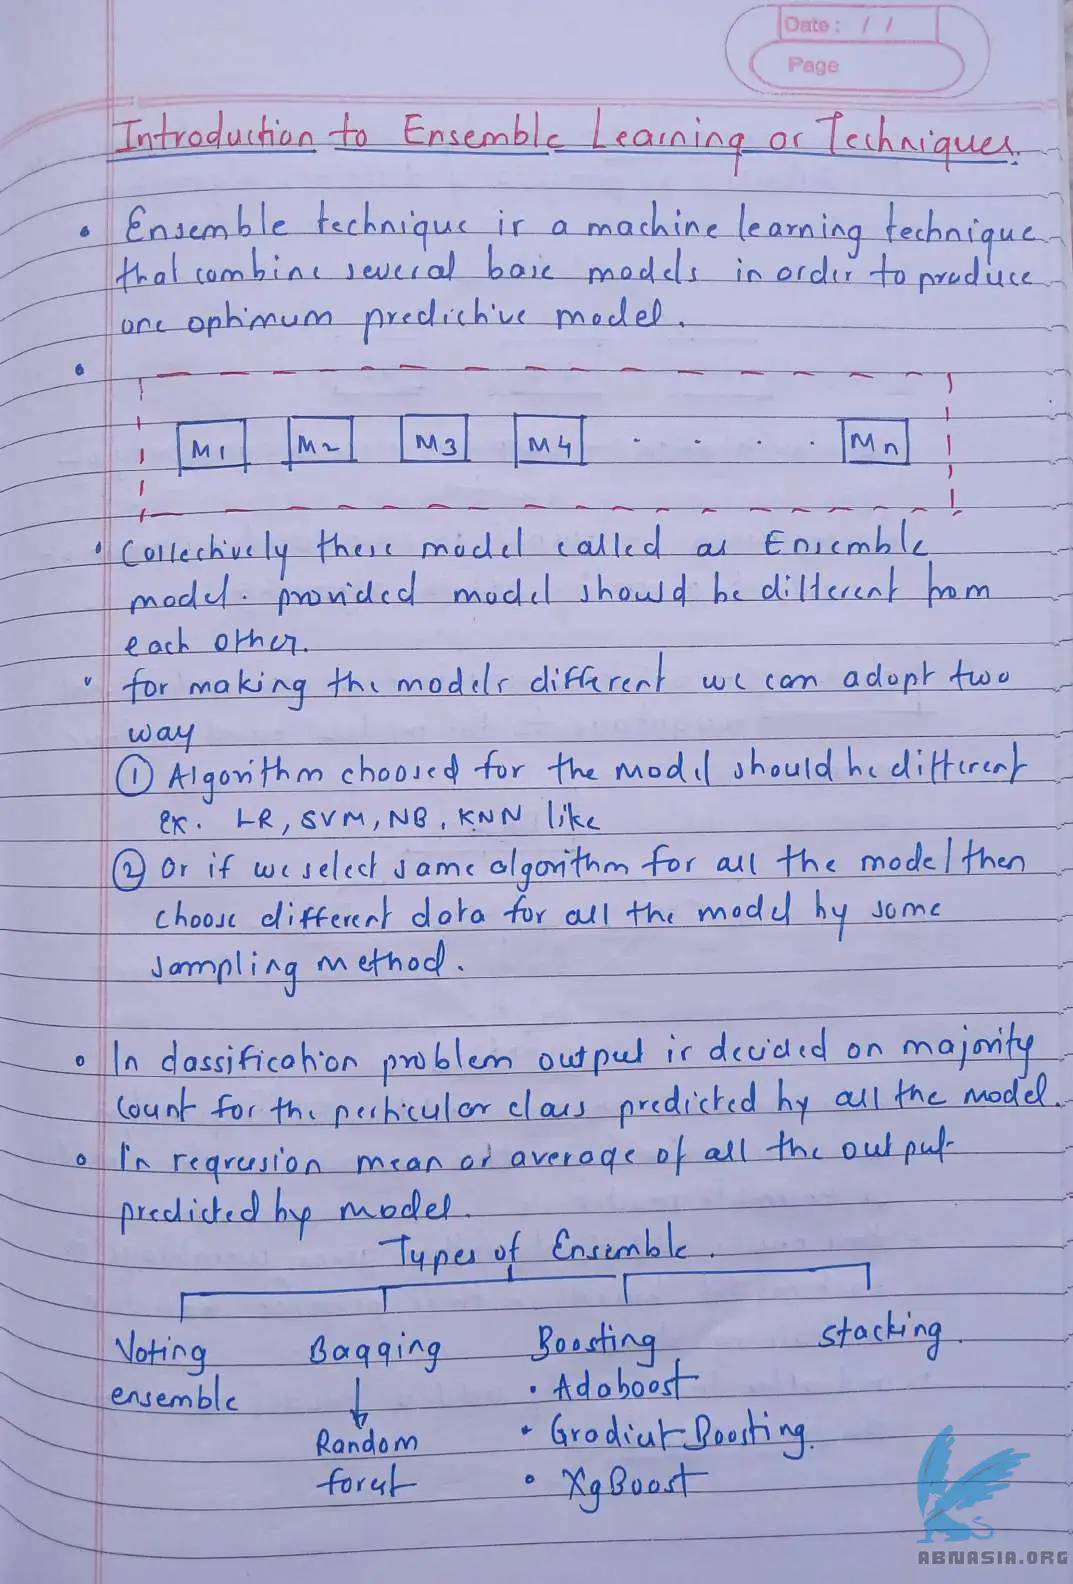 Date : / /
Page
Introduction to Ensemble Learning or Techniques.
• Ensemble technique is a machine learning technique
that combine several base models in order to produce
one optimum predictive model.
•
M1 M2 M3 M4 . . . . Mn
• Collectively these model called as Ensemble
model. provided model should be different from
each other.
• for making the models different we can adopt two
way
① Algorithm choosed for the model should be different
ex. LR, SVM, NB, KNN like
② Or if we select same algorithm for all the model then
choose different data for all the model by some
sampling method.
• In classification problem output is decided on majority
count for the perticular class predicted by all the model.
• In regression mean or average of all the output
predicted by model.
Types of Ensemble.
Voting Bagging Boosting Stacking.
ensemble ↓ • Adaboost
Random • Gradiut Boosting.
forest • XgBoost
ABNASIA.ORG